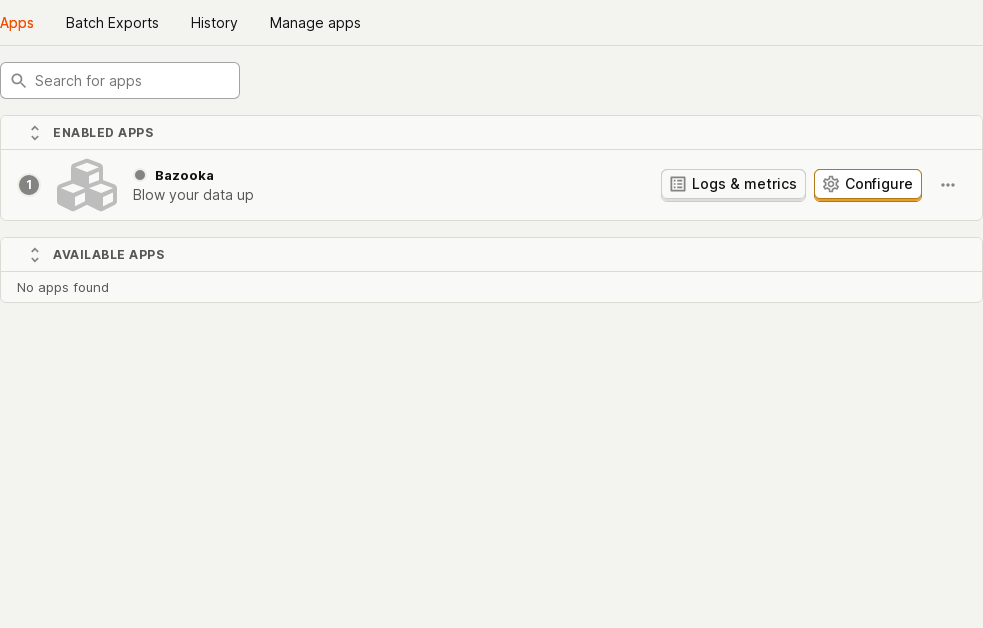 Apps
Batch Exports
History
Manage apps
Search for apps
ENABLED APPS
1
Bazooka
Blow your data up
Logs & metrics
Configure
AVAILABLE APPS
No apps found